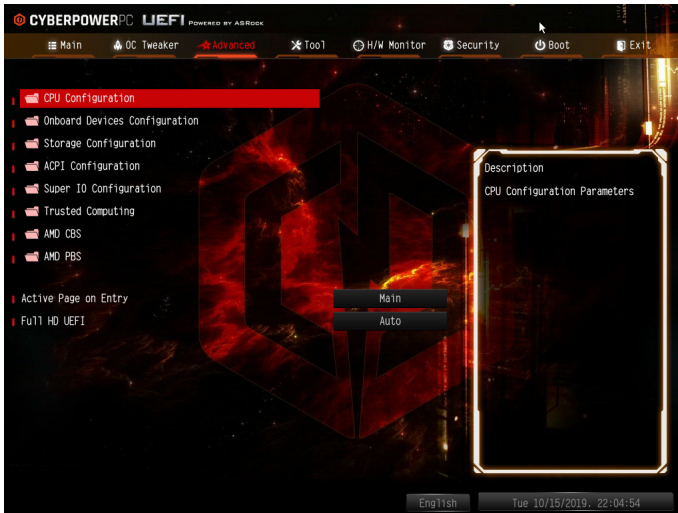 CYBERPOWERPC UEFI POWERED BY ASROCK
Main OC Tweaker Advanced Tool H/W Monitor Security Boot Exit
CPU Configuration
Onboard Devices Configuration
Storage Configuration
ACPI Configuration
Super IO Configuration
Trusted Computing
AMD CBS
AMD PBS
Active Page on Entry Main
Full HD UEFI Auto
Description
CPU Configuration Parameters
English Tue 10/15/2019. 22:04:54